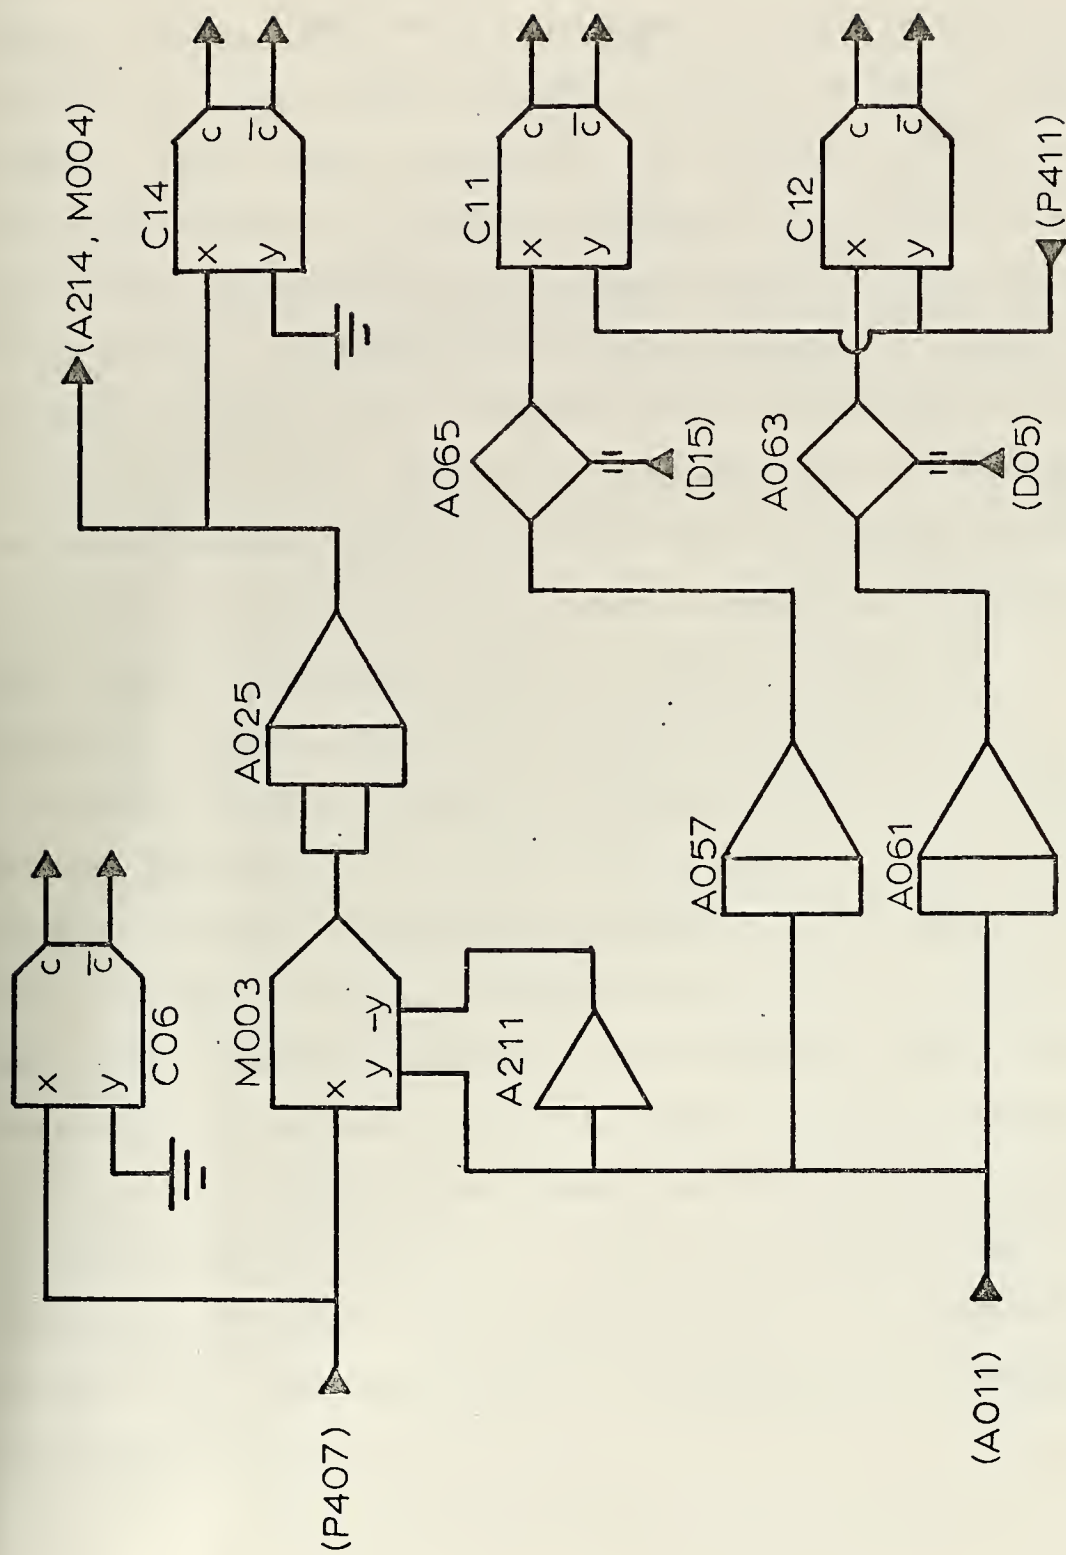 (P407)
x
y
c
c̅
C06
M003
x
y
-y
A025
(A214, M004)
C14
x
y
c
c̅
A211
A065
(D15)
C11
x
y
c
c̅
A057
A063
(D05)
C12
x
y
c
c̅
A061
(A011)
(P411)